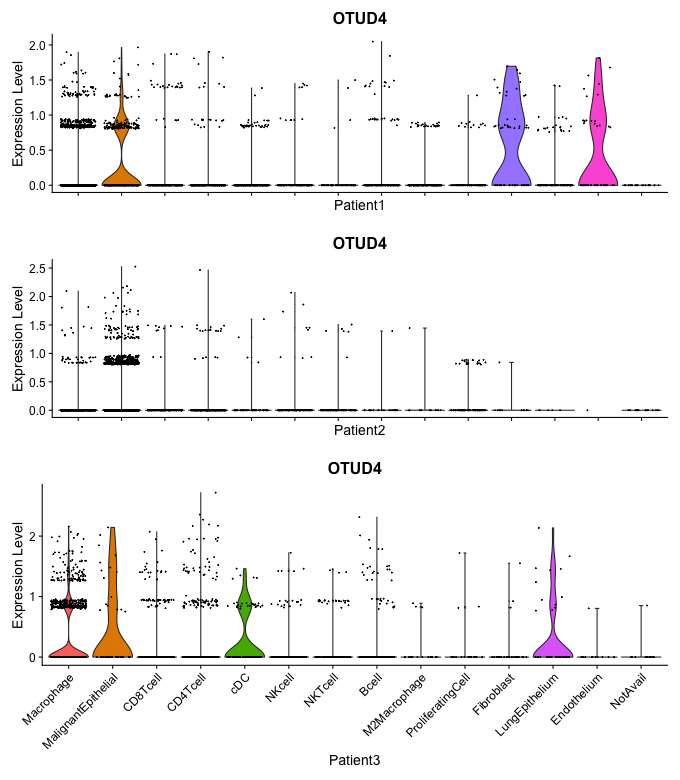 OTUD4
Expression Level
2.0
1.5
1.0
0.5
0.0
Patient1
OTUD4
Expression Level
2.5
2.0
1.5
1.0
0.5
0.0
Patient2
OTUD4
Expression Level
2
1
0
Macrophage
MalignantEpithelial
CD8Tcell
CD4Tcell
cDC
NKcell
NKTcell
Bcell
M2Macrophage
ProliferatingCell
Fibroblast
LungEpithelium
Endothelium
NotAvail
Patient3